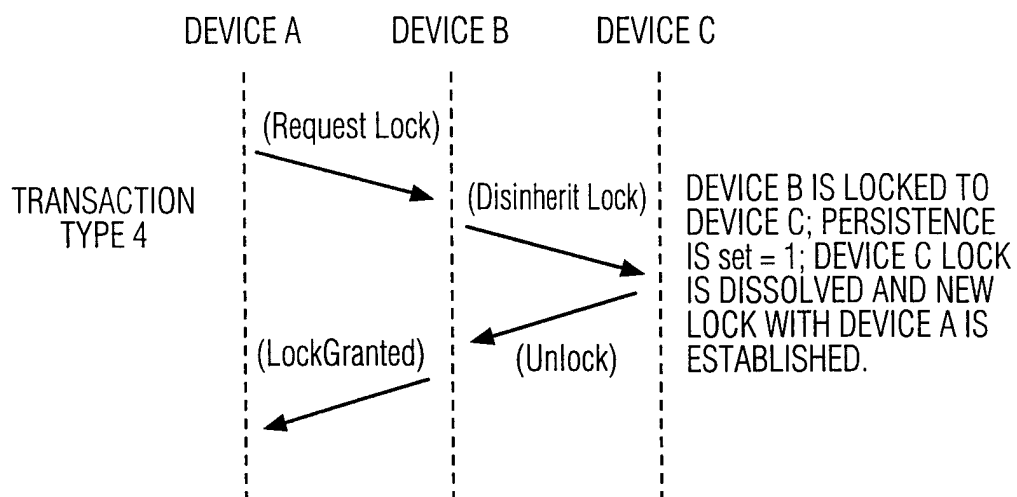 DEVICE A DEVICE B DEVICE C
(Request Lock)
TRANSACTION
TYPE 4
(Disinherit Lock)
DEVICE B IS LOCKED TO
DEVICE C; PERSISTENCE
IS set = 1; DEVICE C LOCK
IS DISSOLVED AND NEW
LOCK WITH DEVICE A IS
ESTABLISHED.
(Unlock)
(LockGranted)